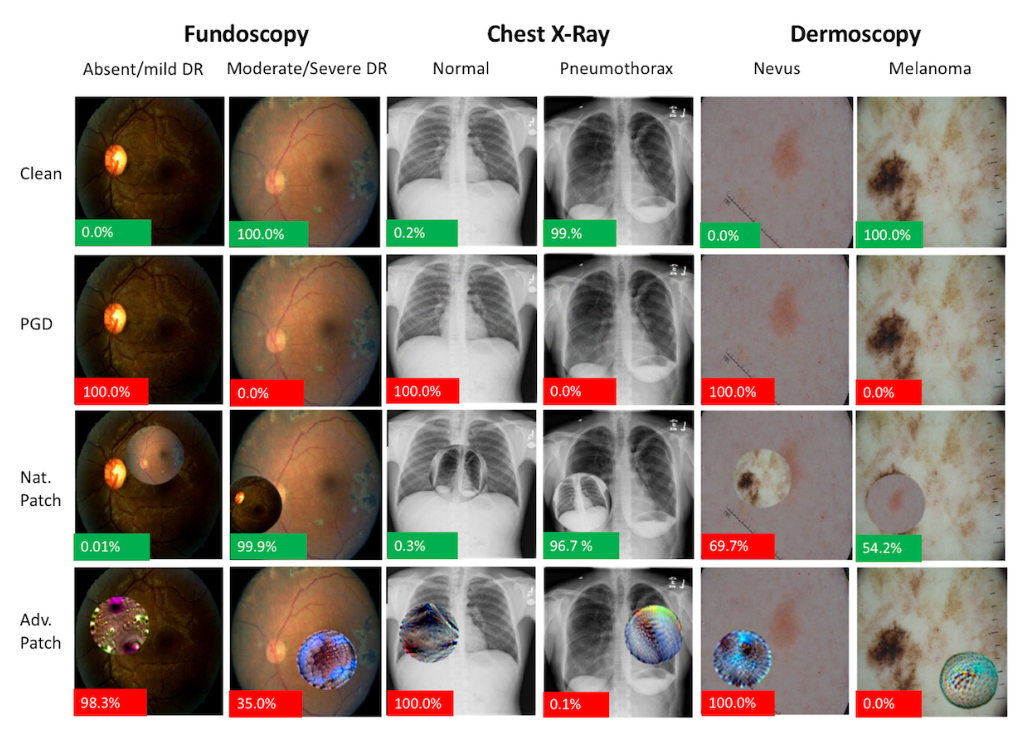 Fundoscopy Chest X-Ray Dermoscopy
Absent/mild DR Moderate/Severe DR Normal Pneumothorax Nevus Melanoma
Clean
0.0% 100.0% 0.2% 99.% 0.0% 100.0%
PGD
100.0% 0.0% 100.0% 0.0% 100.0% 0.0%
Nat.
Patch
0.01% 99.9% 0.3% 96.7 % 69.7% 54.2%
Adv.
Patch
98.3% 35.0% 100.0% 0.1% 100.0% 0.0%